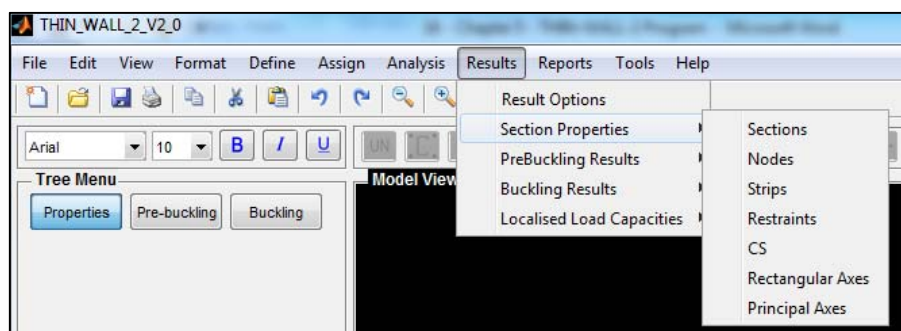 THIN_WALL_2_V2_0
File Edit View Format Define Assign Analysis Results Reports Tools Help
Result Options
Section Properties
PreBuckling Results
Buckling Results
Localised Load Capacities
Sections
Nodes
Strips
Restraints
CS
Rectangular Axes
Principal Axes
Arial 10 B I U UN C
Tree Menu
Properties Pre-buckling Buckling
Model View